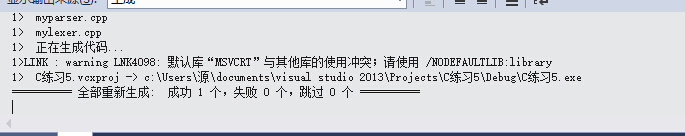 1>  myparser.cpp
1>  mylexer.cpp
1>  正在生成代码...
1>LINK : warning LNK4098: 默认库“MSVCRT”与其他库的使用冲突；请使用 /NODEFAULTLIB:library
1>  C练习5.vcxproj -> c:\Users\源\documents\visual studio 2013\Projects\C练习5\Debug\C练习5.exe
========== 全部重新生成:  成功 1 个，失败 0 个，跳过 0 个 ==========